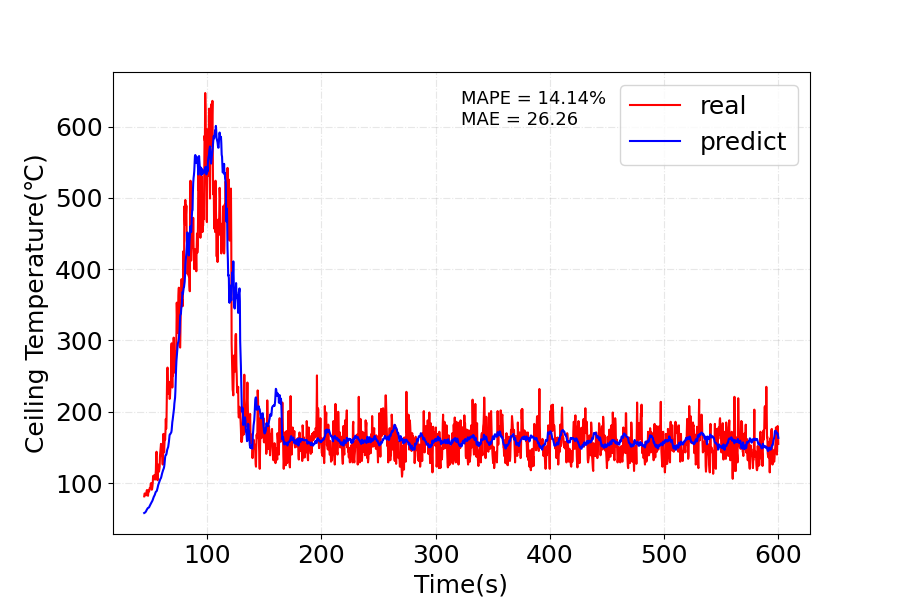 MAPE = 14.14%
MAE = 26.26
real
predict
Ceiling Temperature(℃)
600
500
400
300
200
100
100 200 300 400 500 600
Time(s)